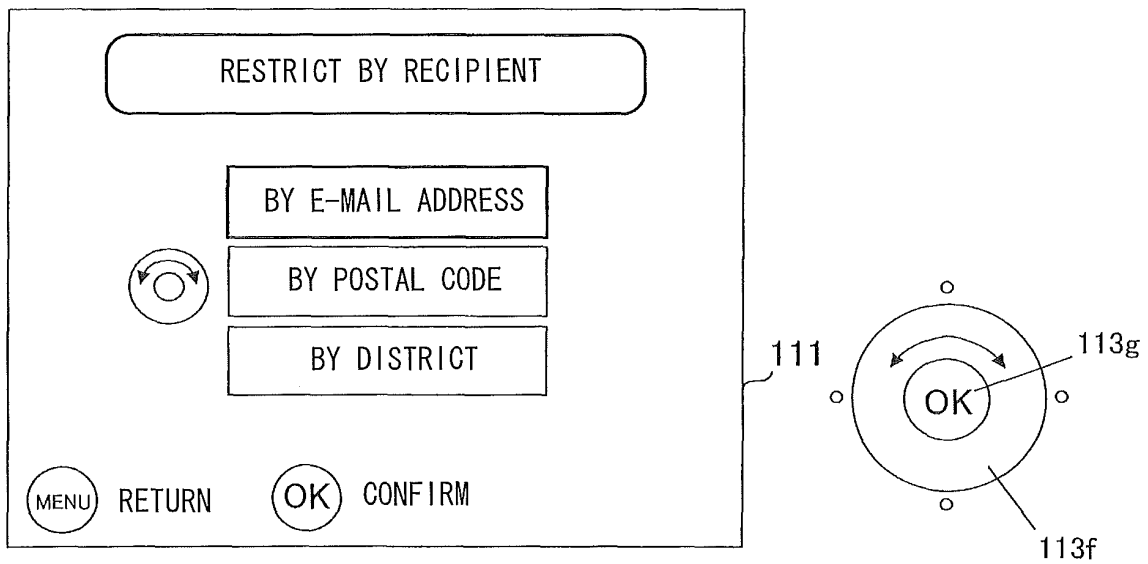 RESTRICT BY RECIPIENT
BY E-MAIL ADDRESS
BY POSTAL CODE
BY DISTRICT
MENU RETURN OK CONFIRM
111
OK
113g
113f